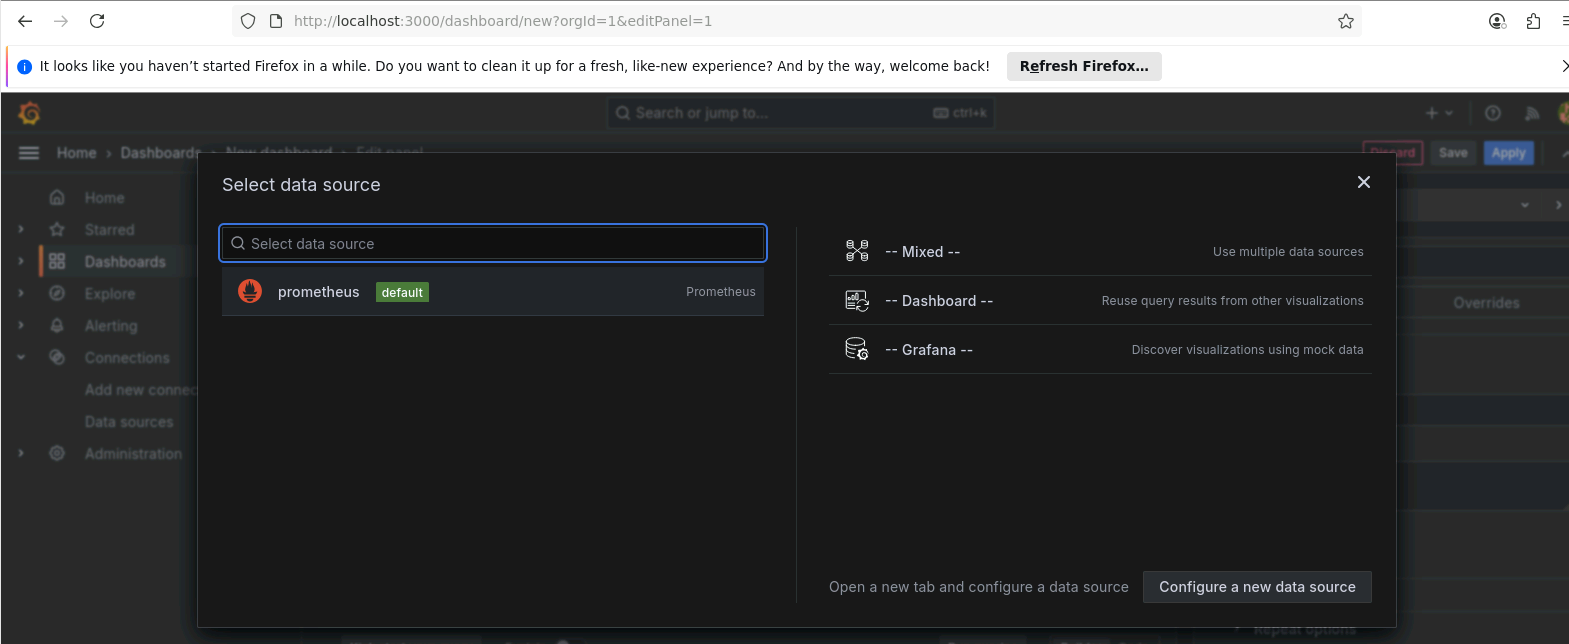 http://localhost:3000/dashboard/new?orgId=1&editPanel=1
It looks like you haven’t started Firefox in a while. Do you want to clean it up for a fresh, like-new experience? And by the way, welcome back!
Refresh Firefox...
Search or jump to...
ctrl+k
Home › Dashboards › New dashboard › Edit panel
Discard
Save
Apply
Home
Starred
Dashboards
Explore
Alerting
Connections
Add new connec
Data sources
Administration
Select data source
Select data source
prometheus default Prometheus
-- Mixed -- Use multiple data sources
-- Dashboard -- Reuse query results from other visualizations
-- Grafana -- Discover visualizations using mock data
Open a new tab and configure a data source
Configure a new data source
Overrides
Repeat options